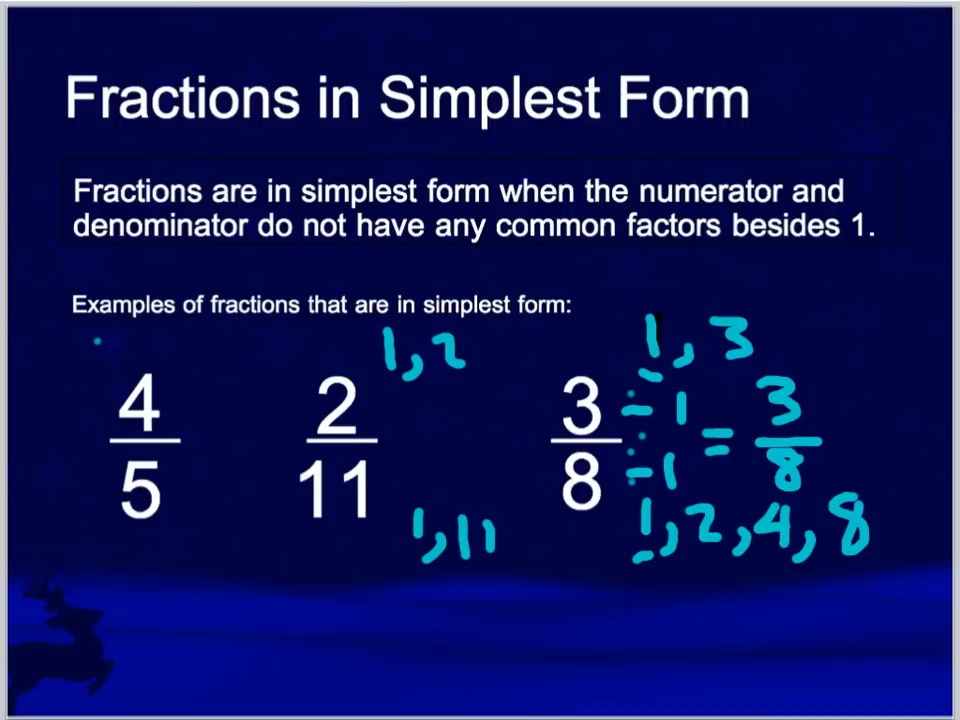 Fractions in Simplest Form
Fractions are in simplest form when the numerator and
denominator do not have any common factors besides 1.
Examples of fractions that are in simplest form:
1, 2
1, 3
4 2 3 ÷ 1 = 3
5 11 8 ÷ 1 8
1, 11
1, 2, 4, 8